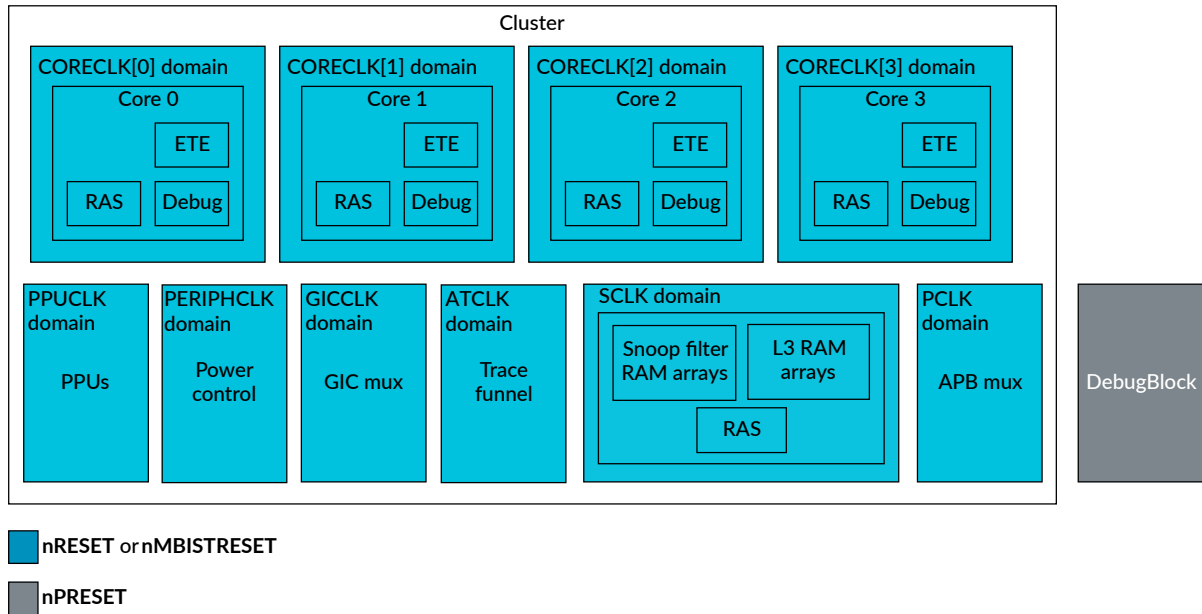 Cluster
CORECLK[0] domain
Core 0
ETE
RAS
Debug
CORECLK[1] domain
Core 1
ETE
RAS
Debug
CORECLK[2] domain
Core 2
ETE
RAS
Debug
CORECLK[3] domain
Core 3
ETE
RAS
Debug
PPUCLK
domain
PPUs
PERIPHCLK
domain
Power
control
GICCLK
domain
GIC mux
ATCLK
domain
Trace
funnel
SCLK domain
Snoop filter
RAM arrays
L3 RAM
arrays
RAS
PCLK
domain
APB mux
DebugBlock
nRESET or nMBISTRESET
nPRESET